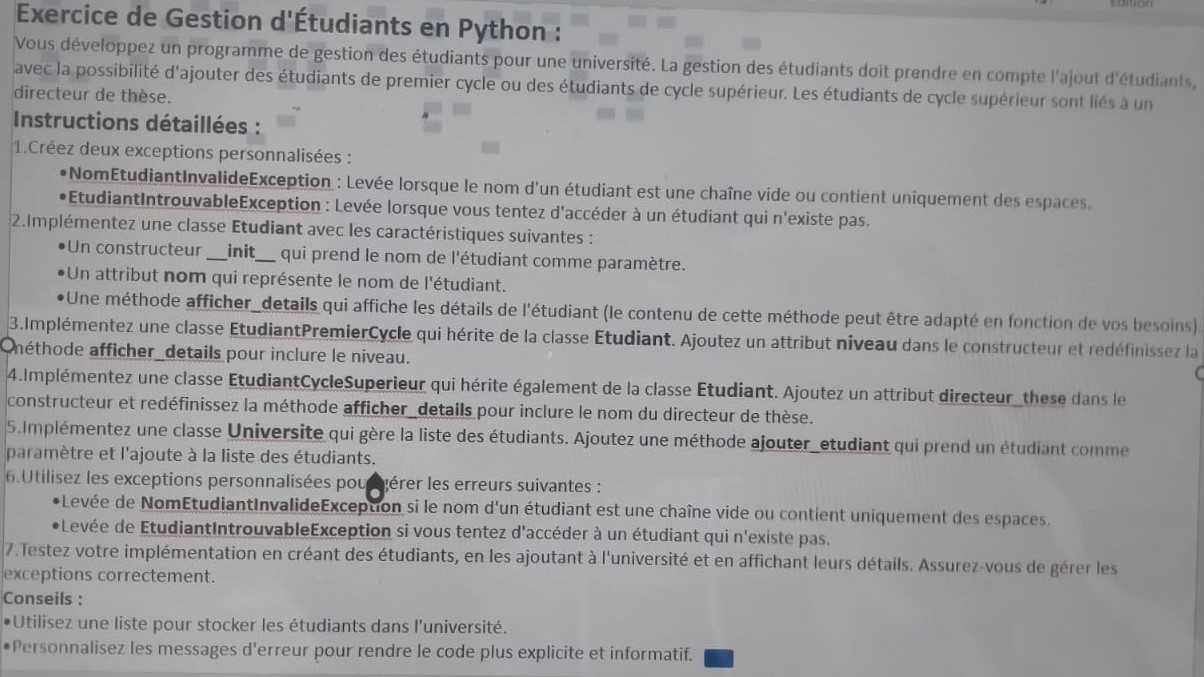 Edition
Exercice de Gestion d'Étudiants en Python :
Vous développez un programme de gestion des étudiants pour une université. La gestion des étudiants doit prendre en compte l'ajout d'étudiants,
avec la possibilité d'ajouter des étudiants de premier cycle ou des étudiants de cycle supérieur. Les étudiants de cycle supérieur sont liés à un
directeur de thèse.
Instructions détaillées :
1.Créez deux exceptions personnalisées :
•NomEtudiantInvalideException : Levée lorsque le nom d'un étudiant est une chaîne vide ou contient uniquement des espaces.
•EtudiantIntrouvableException : Levée lorsque vous tentez d'accéder à un étudiant qui n'existe pas.
2.Implémentez une classe Etudiant avec les caractéristiques suivantes :
•Un constructeur __init__ qui prend le nom de l'étudiant comme paramètre.
•Un attribut nom qui représente le nom de l'étudiant.
•Une méthode afficher_details qui affiche les détails de l'étudiant (le contenu de cette méthode peut être adapté en fonction de vos besoins).
3.Implémentez une classe EtudiantPremierCycle qui hérite de la classe Etudiant. Ajoutez un attribut niveau dans le constructeur et redéfinissez la
méthode afficher_details pour inclure le niveau.
4.Implémentez une classe EtudiantCycleSuperieur qui hérite également de la classe Etudiant. Ajoutez un attribut directeur_these dans le
constructeur et redéfinissez la méthode afficher_details pour inclure le nom du directeur de thèse.
5.Implémentez une classe Universite qui gère la liste des étudiants. Ajoutez une méthode ajouter_etudiant qui prend un étudiant comme
paramètre et l'ajoute à la liste des étudiants.
6.Utilisez les exceptions personnalisées pour gérer les erreurs suivantes :
•Levée de NomEtudiantInvalideException si le nom d'un étudiant est une chaîne vide ou contient uniquement des espaces.
•Levée de EtudiantIntrouvableException si vous tentez d'accéder à un étudiant qui n'existe pas.
7.Testez votre implémentation en créant des étudiants, en les ajoutant à l'université et en affichant leurs détails. Assurez-vous de gérer les
exceptions correctement.
Conseils :
•Utilisez une liste pour stocker les étudiants dans l'université.
•Personnalisez les messages d'erreur pour rendre le code plus explicite et informatif.